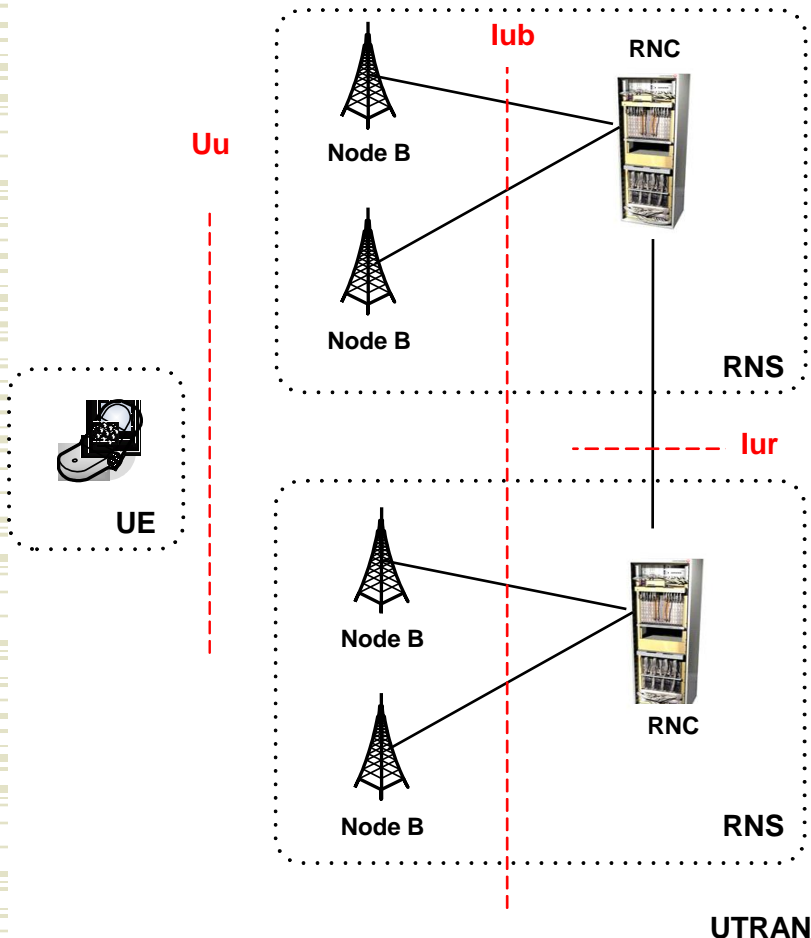 Iub
RNC
Uu
Node B
Node B
RNS
Iur
UE
Node B
RNC
Node B
RNS
UTRAN